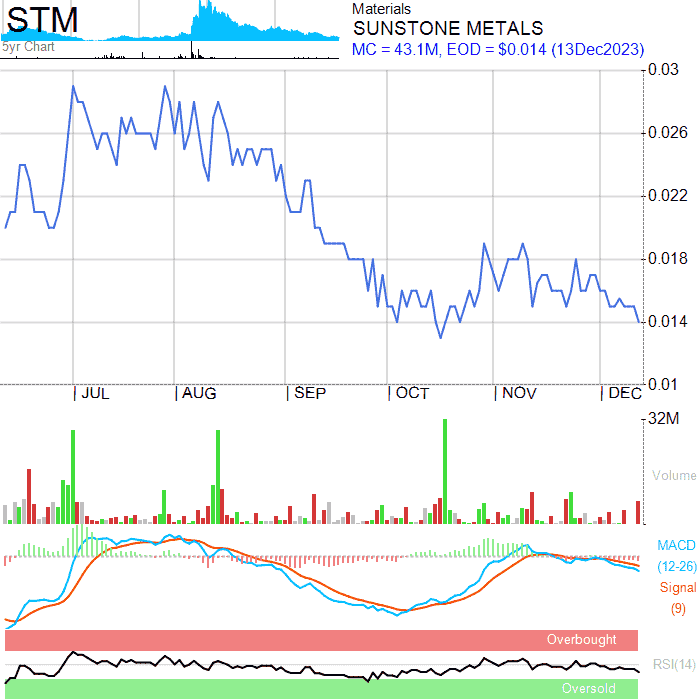 STM
5yr Chart
Materials
SUNSTONE METALS
MC = 43.1M, EOD = $0.014 (13Dec2023)
0.03
0.026
0.022
0.018
0.014
0.01
JUL AUG SEP OCT NOV DEC
32M
Volume
MACD
(12-26)
Signal
(9)
Overbought
RSI(14)
Oversold